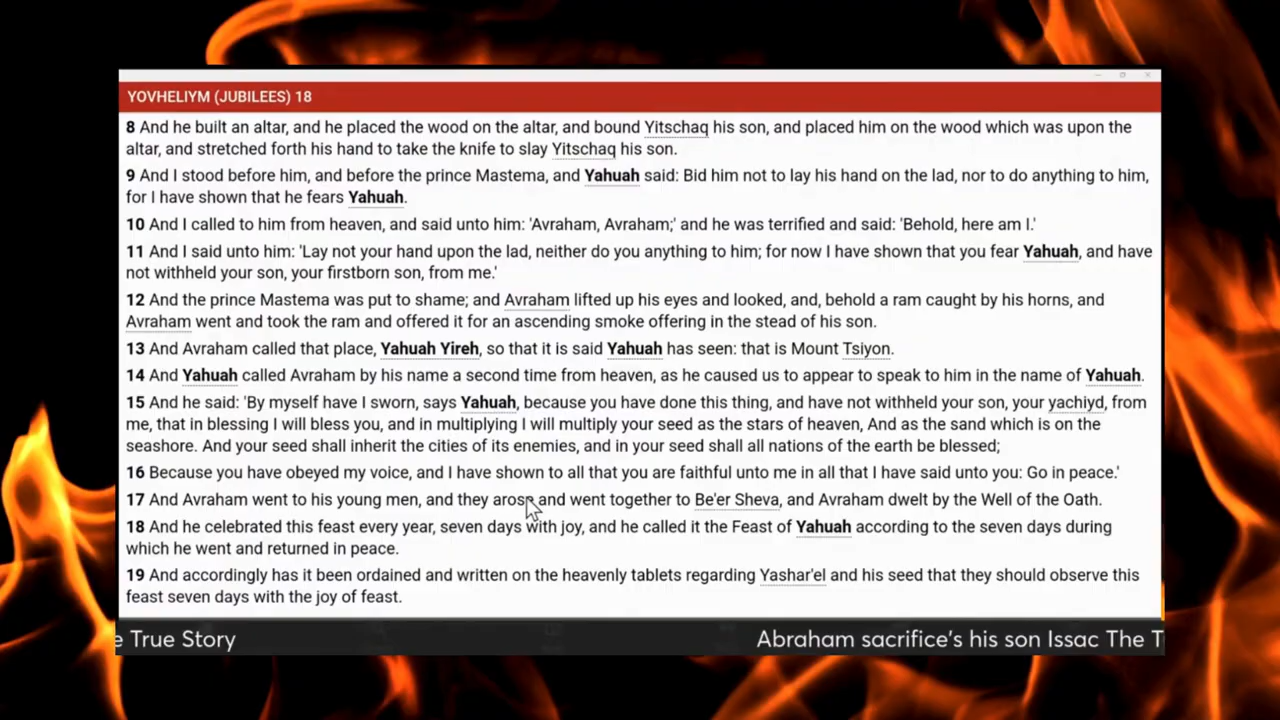 YOVHELIYM (JUBILEES) 18
8 And he built an altar, and he placed the wood on the altar, and bound Yitschaq his son, and placed him on the wood which was upon the
altar, and stretched forth his hand to take the knife to slay Yitschaq his son.
9 And I stood before him, and before the prince Mastema, and Yahuah said: Bid him not to lay his hand on the lad, nor to do anything to him,
for I have shown that he fears Yahuah.
10 And I called to him from heaven, and said unto him: 'Avraham, Avraham;' and he was terrified and said: 'Behold, here am I.'
11 And I said unto him: 'Lay not your hand upon the lad, neither do you anything to him; for now I have shown that you fear Yahuah, and have
not withheld your son, your firstborn son, from me.'
12 And the prince Mastema was put to shame; and Avraham lifted up his eyes and looked, and, behold a ram caught by his horns, and
Avraham went and took the ram and offered it for an ascending smoke offering in the stead of his son.
13 And Avraham called that place, Yahuah Yireh, so that it is said Yahuah has seen: that is Mount Tsiyon.
14 And Yahuah called Avraham by his name a second time from heaven, as he caused us to appear to speak to him in the name of Yahuah.
15 And he said: 'By myself have I sworn, says Yahuah, because you have done this thing, and have not withheld your son, your yachiyd, from
me, that in blessing I will bless you, and in multiplying I will multiply your seed as the stars of heaven, And as the sand which is on the
seashore. And your seed shall inherit the cities of its enemies, and in your seed shall all nations of the earth be blessed;
16 Because you have obeyed my voice, and I have shown to all that you are faithful unto me in all that I have said unto you: Go in peace.'
17 And Avraham went to his young men, and they arose and went together to Be'er Sheva, and Avraham dwelt by the Well of the Oath.
18 And he celebrated this feast every year, seven days with joy, and he called it the Feast of Yahuah according to the seven days during
which he went and returned in peace.
19 And accordingly has it been ordained and written on the heavenly tablets regarding Yashar'el and his seed that they should observe this
feast seven days with the joy of feast.
e True Story Abraham sacrifice's his son Issac The T